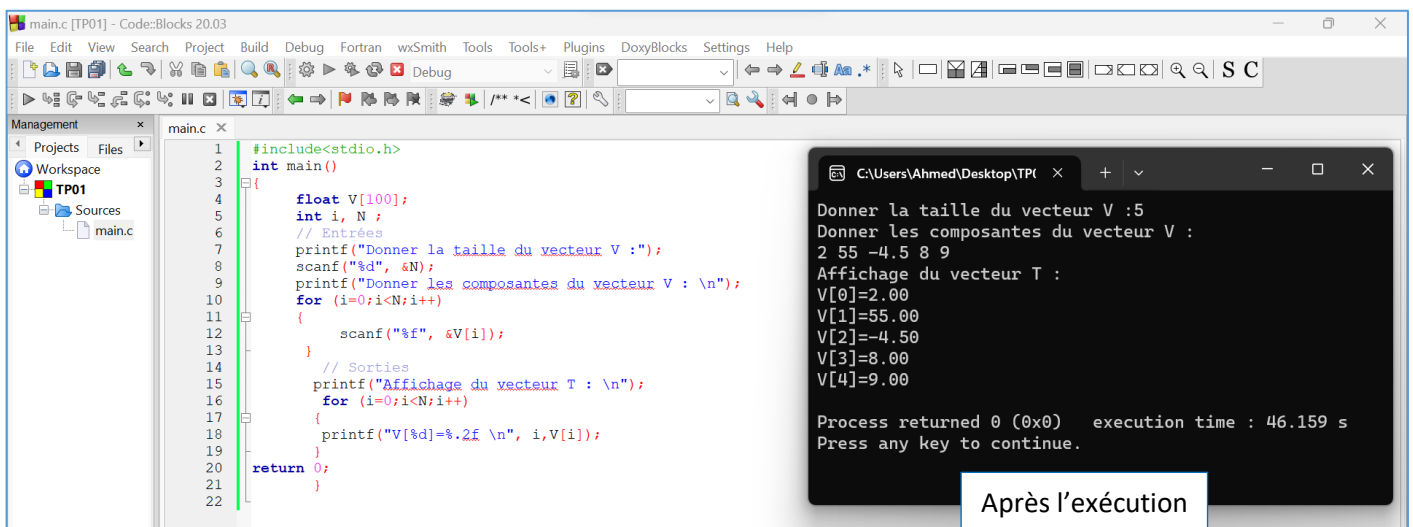 main.c [TP01] - Code::Blocks 20.03
File Edit View Search Project Build Debug Fortran wxSmith Tools Tools+ Plugins DoxyBlocks Settings Help
Debug
/** *<
S C
Management
main.c
Projects Files
Workspace
TP01
Sources
main.c
1 #include<stdio.h>
2 int main()
3 {
4 float V[100];
5 int i, N ;
6 // Entrées
7 printf("Donner la taille du vecteur V :");
8 scanf("%d", &N);
9 printf("Donner les composantes du vecteur V : \n");
10 for (i=0;i<N;i++)
11 {
12 scanf("%f", &V[i]);
13 }
14 // Sorties
15 printf("Affichage du vecteur T : \n");
16 for (i=0;i<N;i++)
17 {
18 printf("V[%d]=%.2f \n", i,V[i]);
19 }
20 return 0;
21 }
22
C:\Users\Ahmed\Desktop\TP(
Donner la taille du vecteur V :5
Donner les composantes du vecteur V :
2 55 -4.5 8 9
Affichage du vecteur T :
V[0]=2.00
V[1]=55.00
V[2]=-4.50
V[3]=8.00
V[4]=9.00
Process returned 0 (0x0) execution time : 46.159 s
Press any key to continue.
Après l’exécution